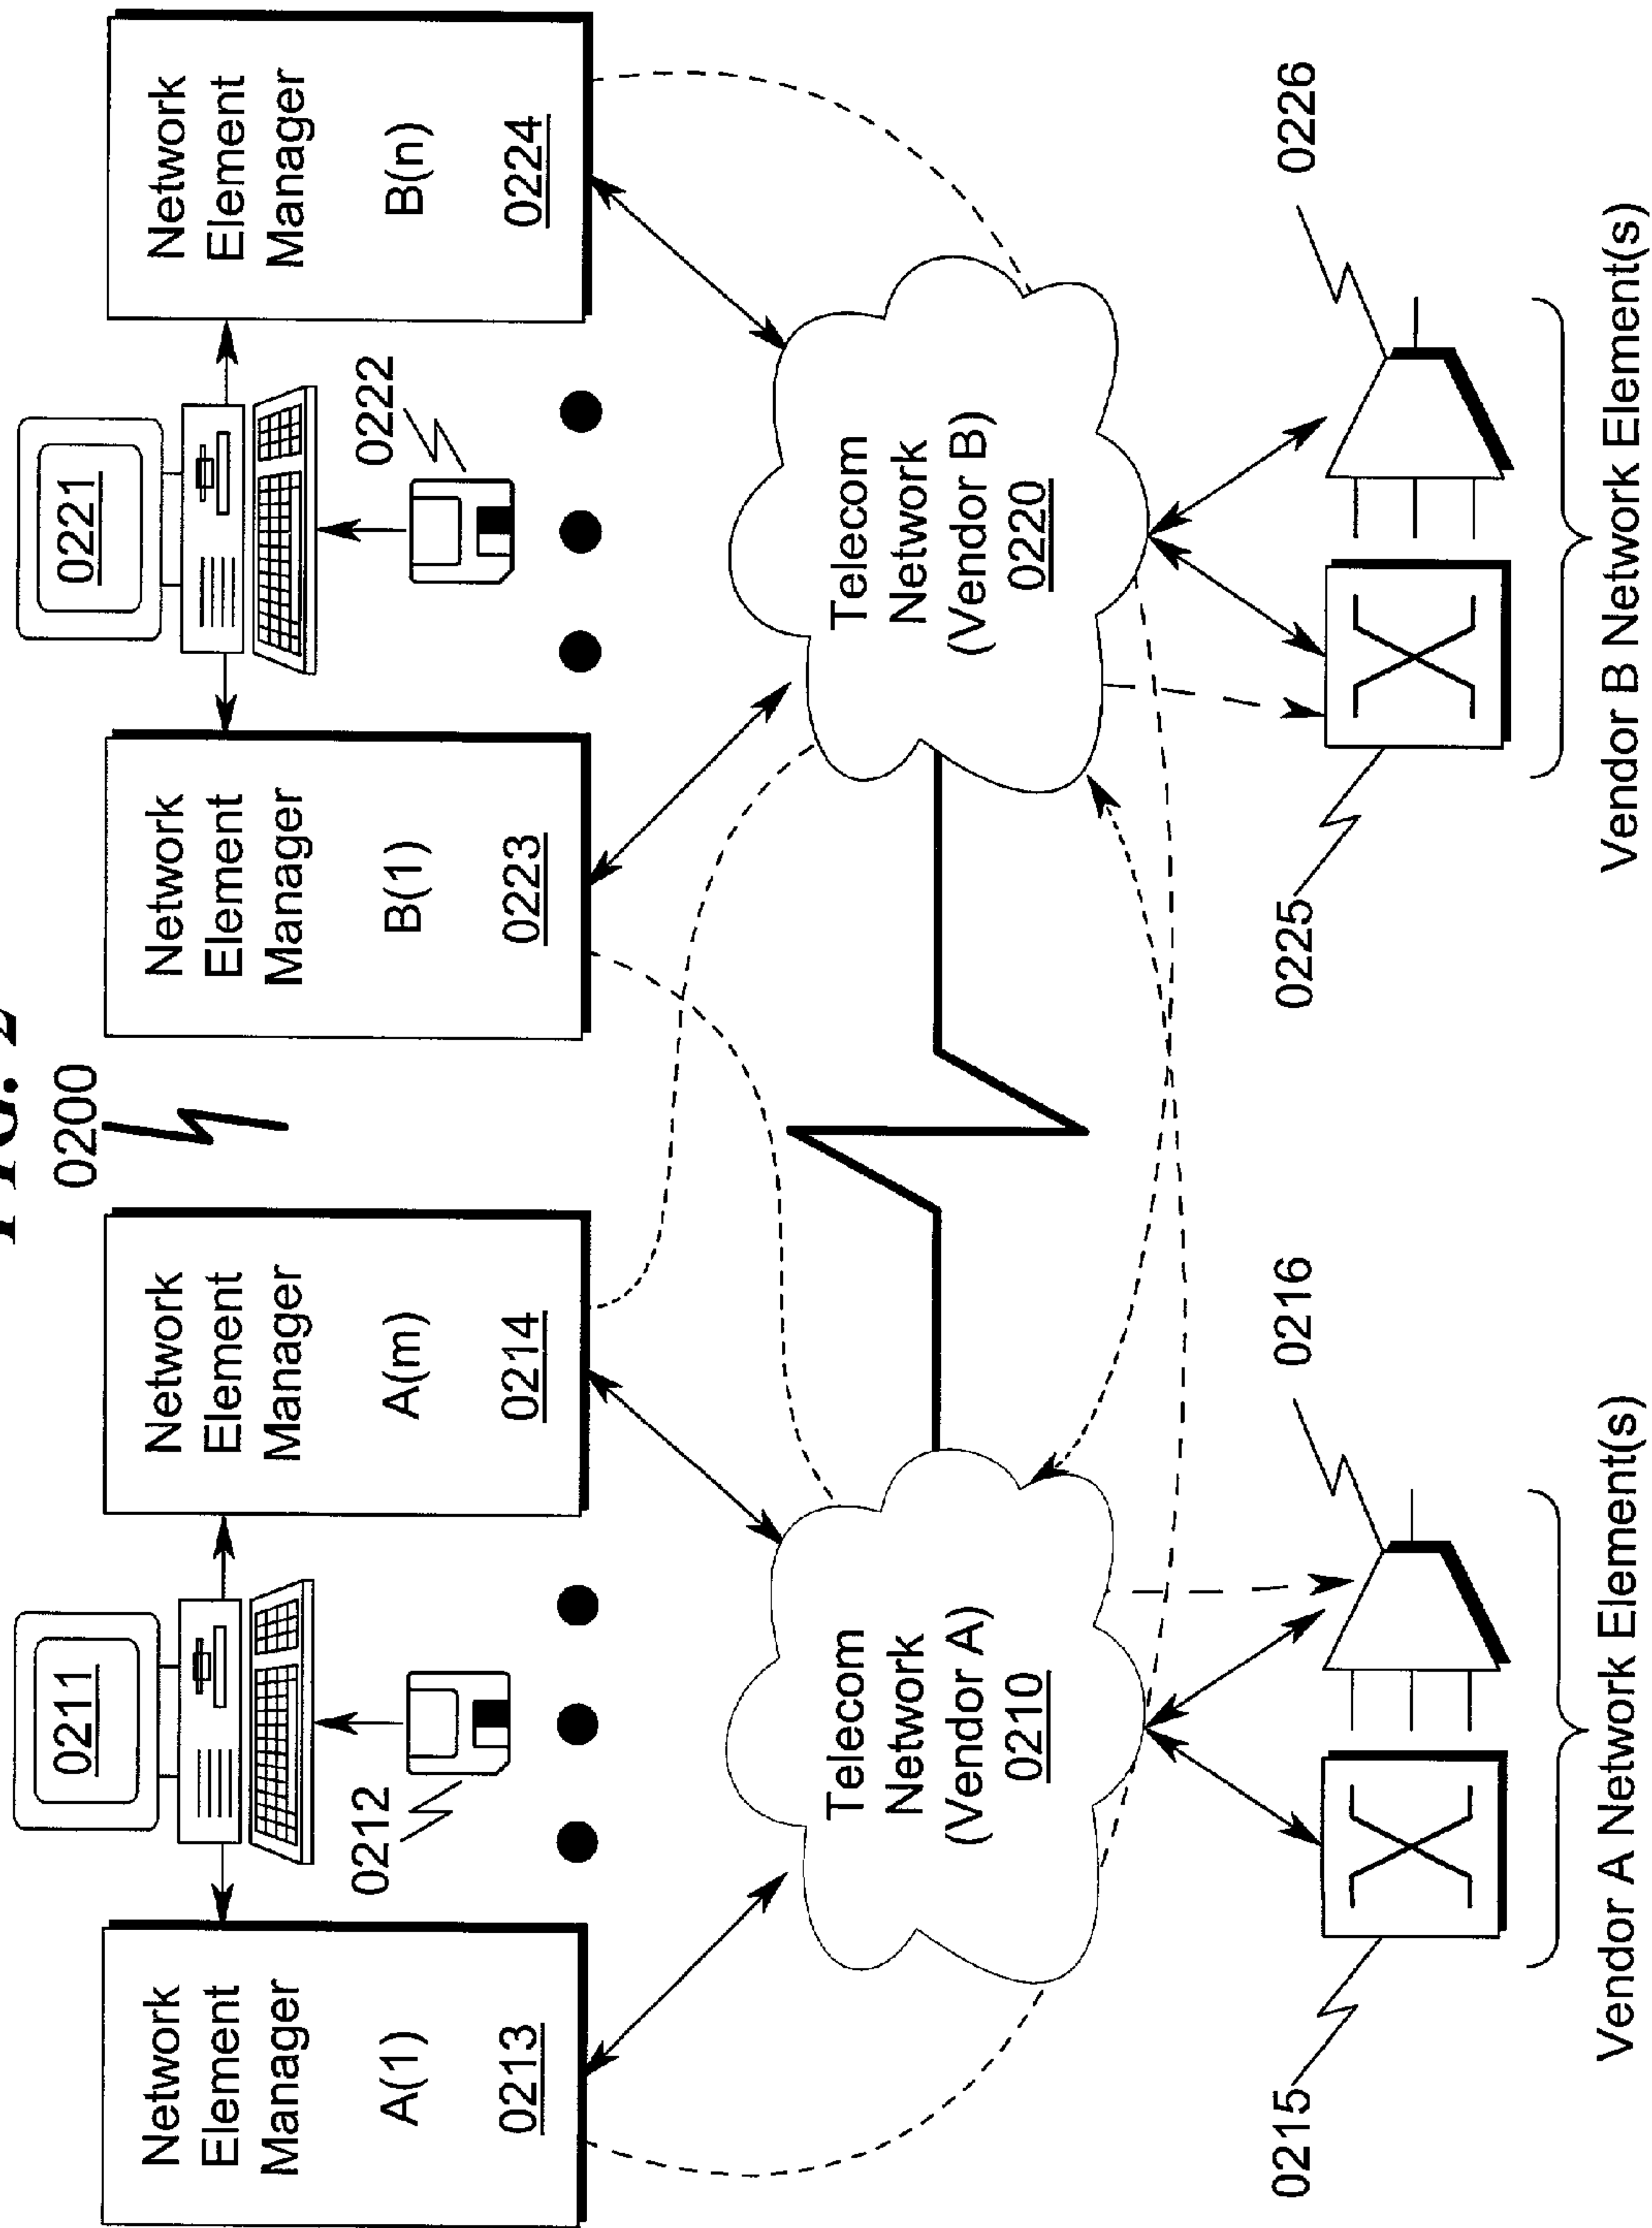 FIG. 2
0200
0211
0221
Network
Element
Manager
A(1)
0213
Network
Element
Manager
A(m)
0214
Network
Element
Manager
B(1)
0223
Network
Element
Manager
B(n)
0224
0212
0222
Telecom
Network
(Vendor A)
0210
Telecom
Network
(Vendor B)
0220
0215
0216
0225
0226
Vendor A Network Element(s)
Vendor B Network Element(s)